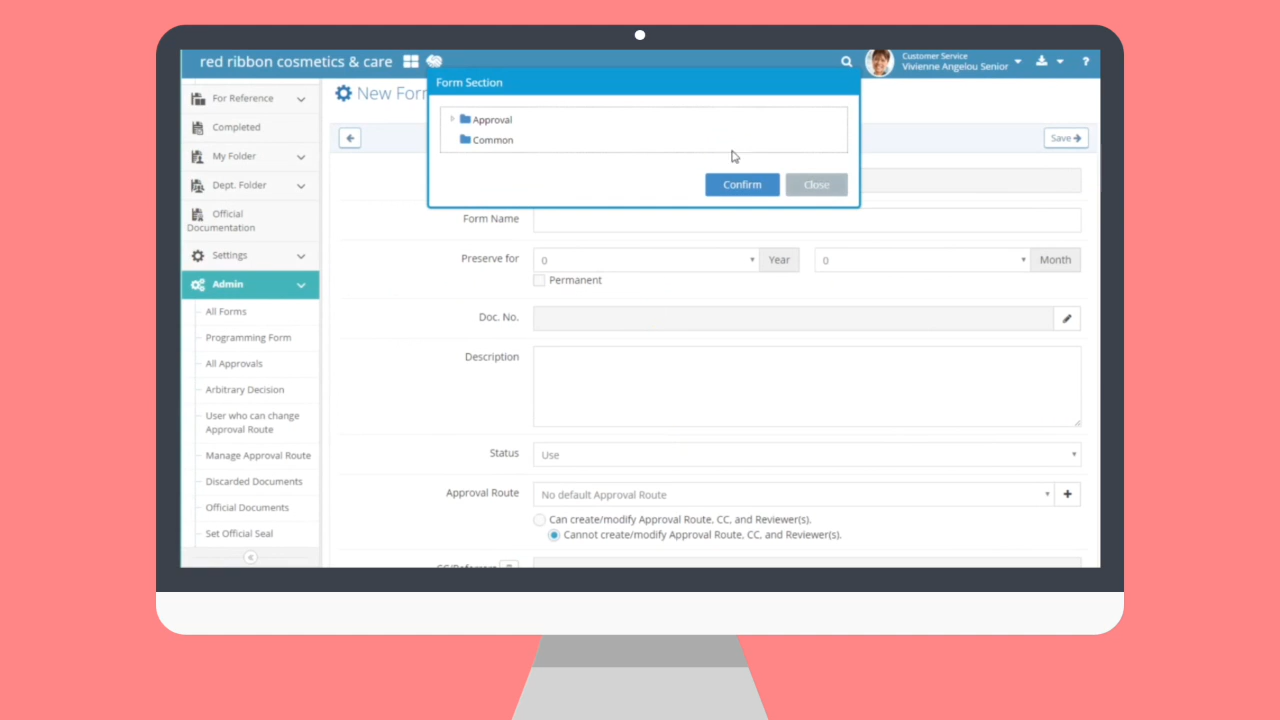 red ribbon cosmetics & care
Customer Service
Vivienne Angelou Senior
?
For Reference
Completed
My Folder
Dept. Folder
Official
Documentation
Settings
Admin
All Forms
Programming Form
All Approvals
Arbitrary Decision
User who can change
Approval Route
Manage Approval Route
Discarded Documents
Official Documents
Set Official Seal
New For
Form Section
Approval
Common
Confirm
Close
Save
Form Name
Preserve for
0
Year
0
Month
Permanent
Doc. No.
Description
Status
Use
Approval Route
No default Approval Route
Can create/modify Approval Route, CC, and Reviewer(s).
Cannot create/modify Approval Route, CC, and Reviewer(s).